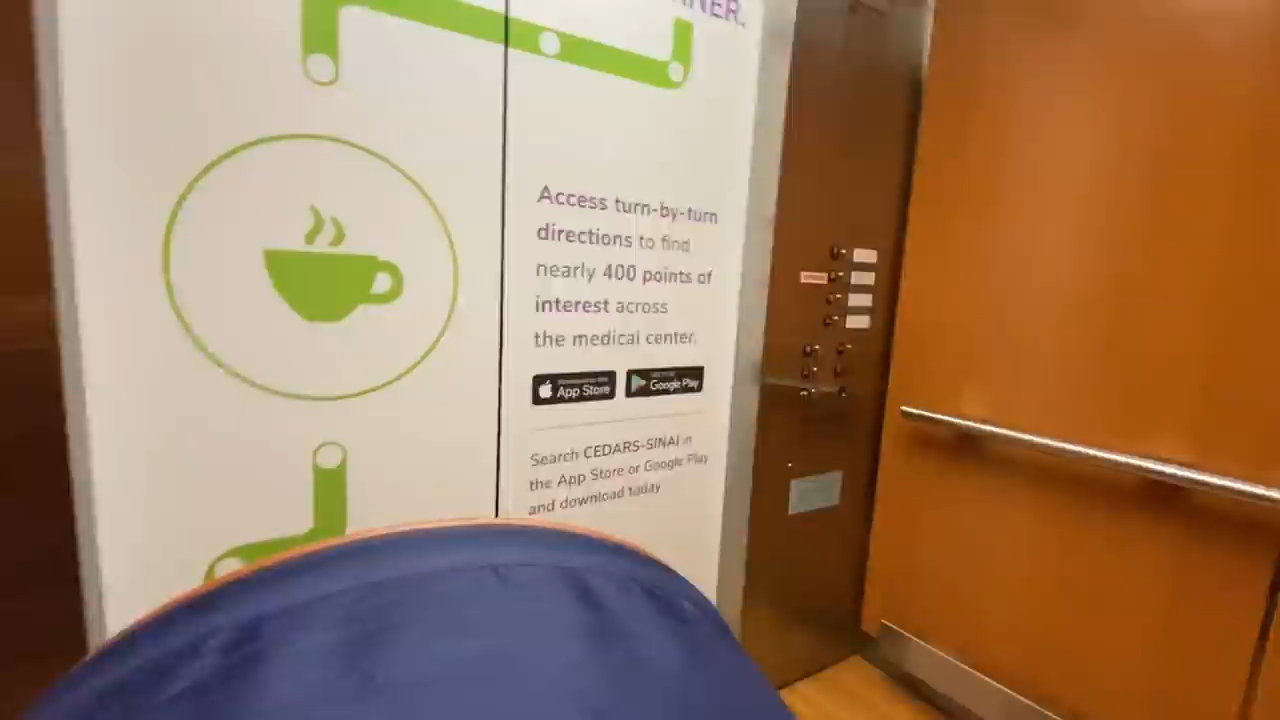 NER.
Access turn-by-turn
directions to find
nearly 400 points of
interest across
the medical center.
App Store
Google Play
Search CEDARS-SINAI in
the App Store or Google Play
and download today